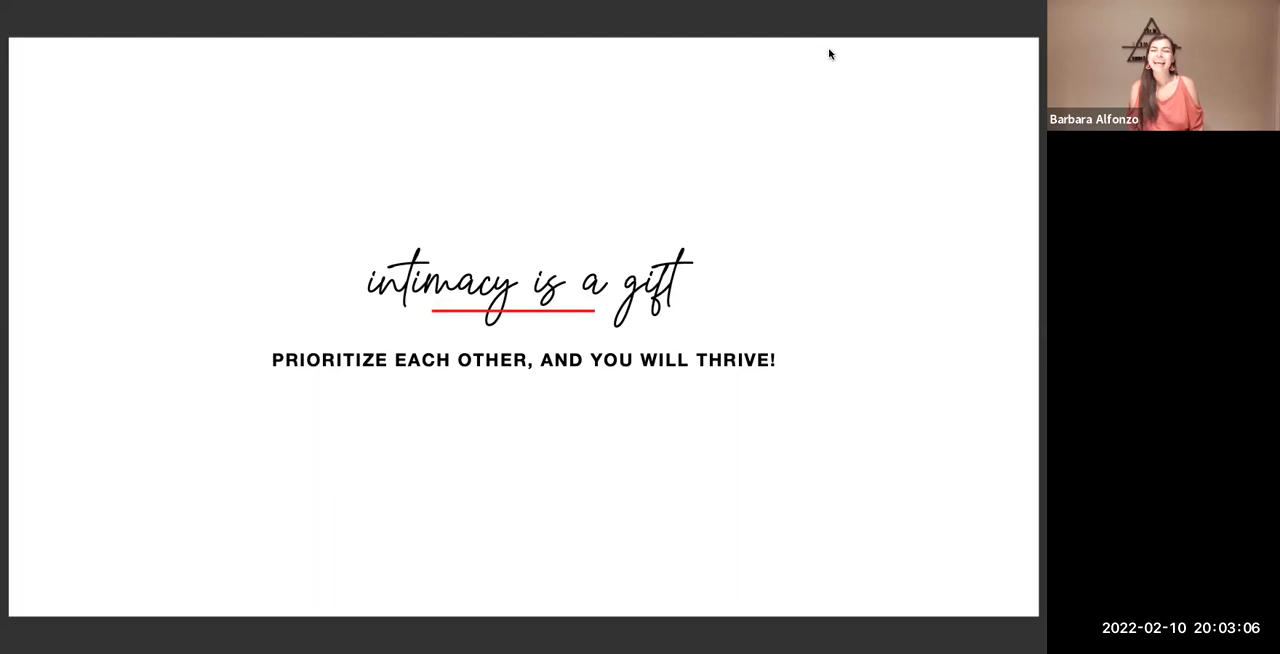 intimacy is a gift
PRIORITIZE EACH OTHER, AND YOU WILL THRIVE!
Barbara Alfonzo
2022-02-10 20:03:06